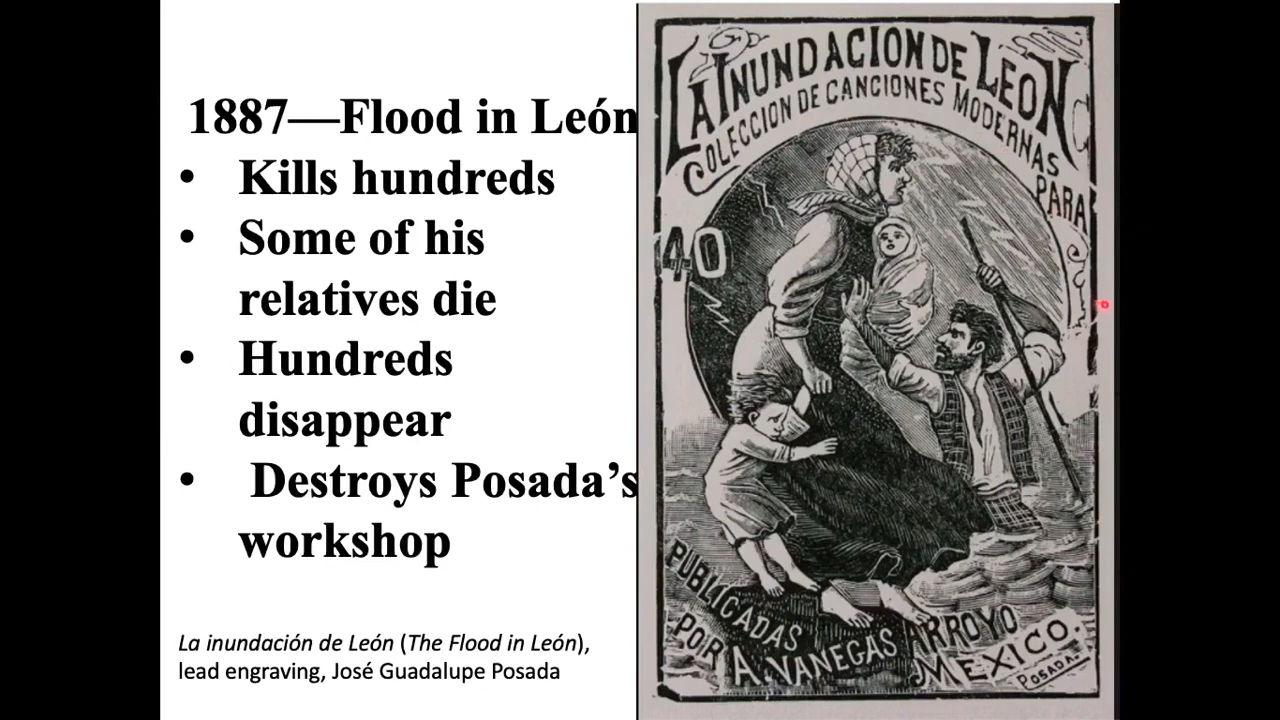 1887—Flood in León
• Kills hundreds
• Some of his
relatives die
• Hundreds
disappear
• Destroys Posada’s
workshop
La inundación de León (The Flood in León),
lead engraving, José Guadalupe Posada
LA INUNDACION DE LEON
COLECCION DE CANCIONES MODERNAS
PARA
40
PUBLICADAS
POR A. VANEGAS ARROYO
MEXICO.
POSADA.